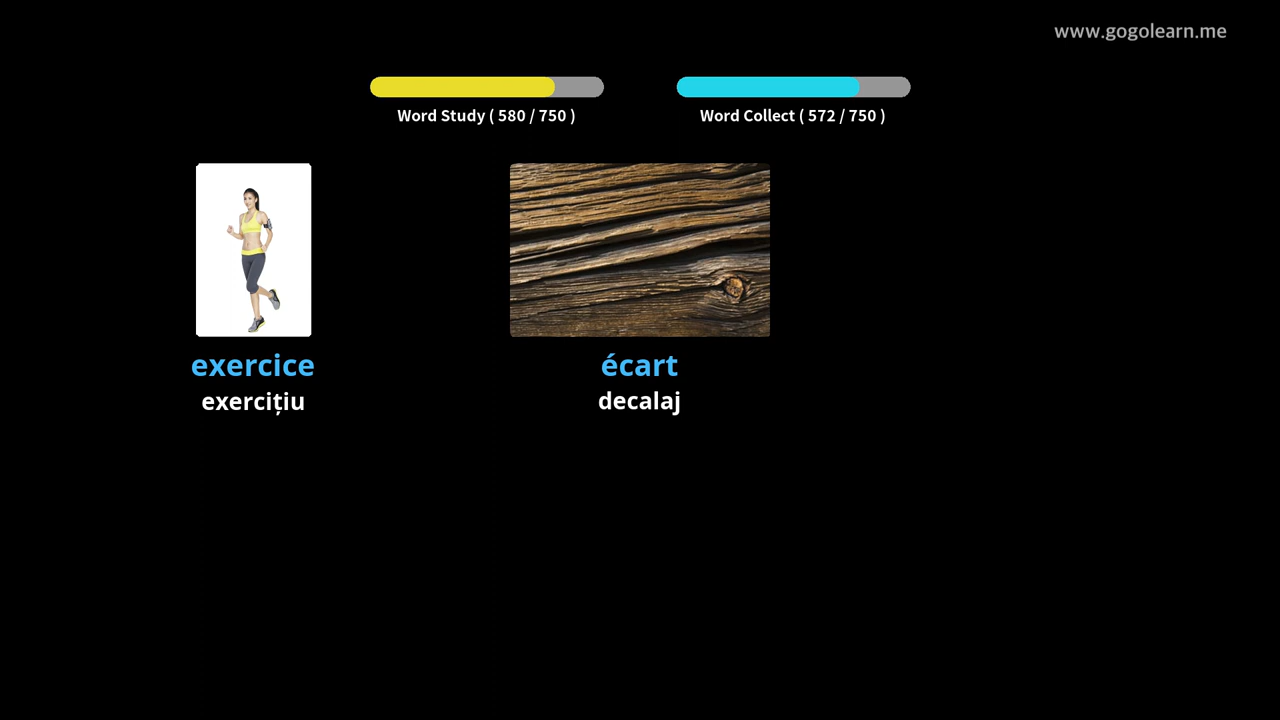 www.gogolearn.me
Word Study ( 580 / 750 )
Word Collect ( 572 / 750 )
exercice
exercițiu
écart
decalaj